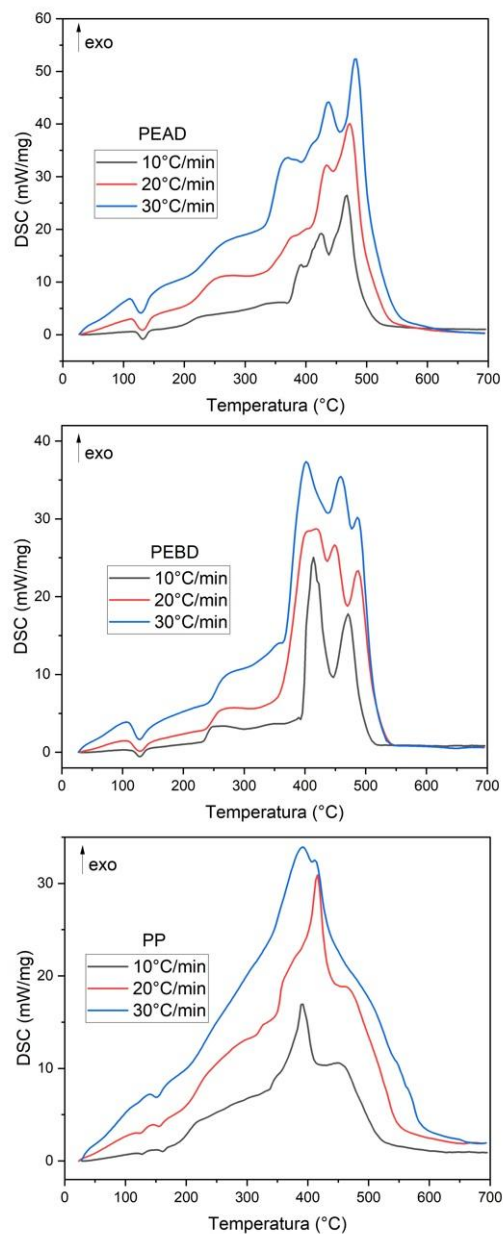 60
exo
50
PEAD
40
10°C/min
20°C/min
30°C/min
30
20
10
0
DSC (mW/mg)
0 100 200 300 400 500 600 700
Temperatura (°C)
40
exo
30
PEBD
10°C/min
20°C/min
30°C/min
20
10
0
DSC (mW/mg)
0 100 200 300 400 500 600 700
Temperatura (°C)
exo
30
PP
10°C/min
20°C/min
30°C/min
20
10
0
DSC (mW/mg)
0 100 200 300 400 500 600 700
Temperatura (°C)